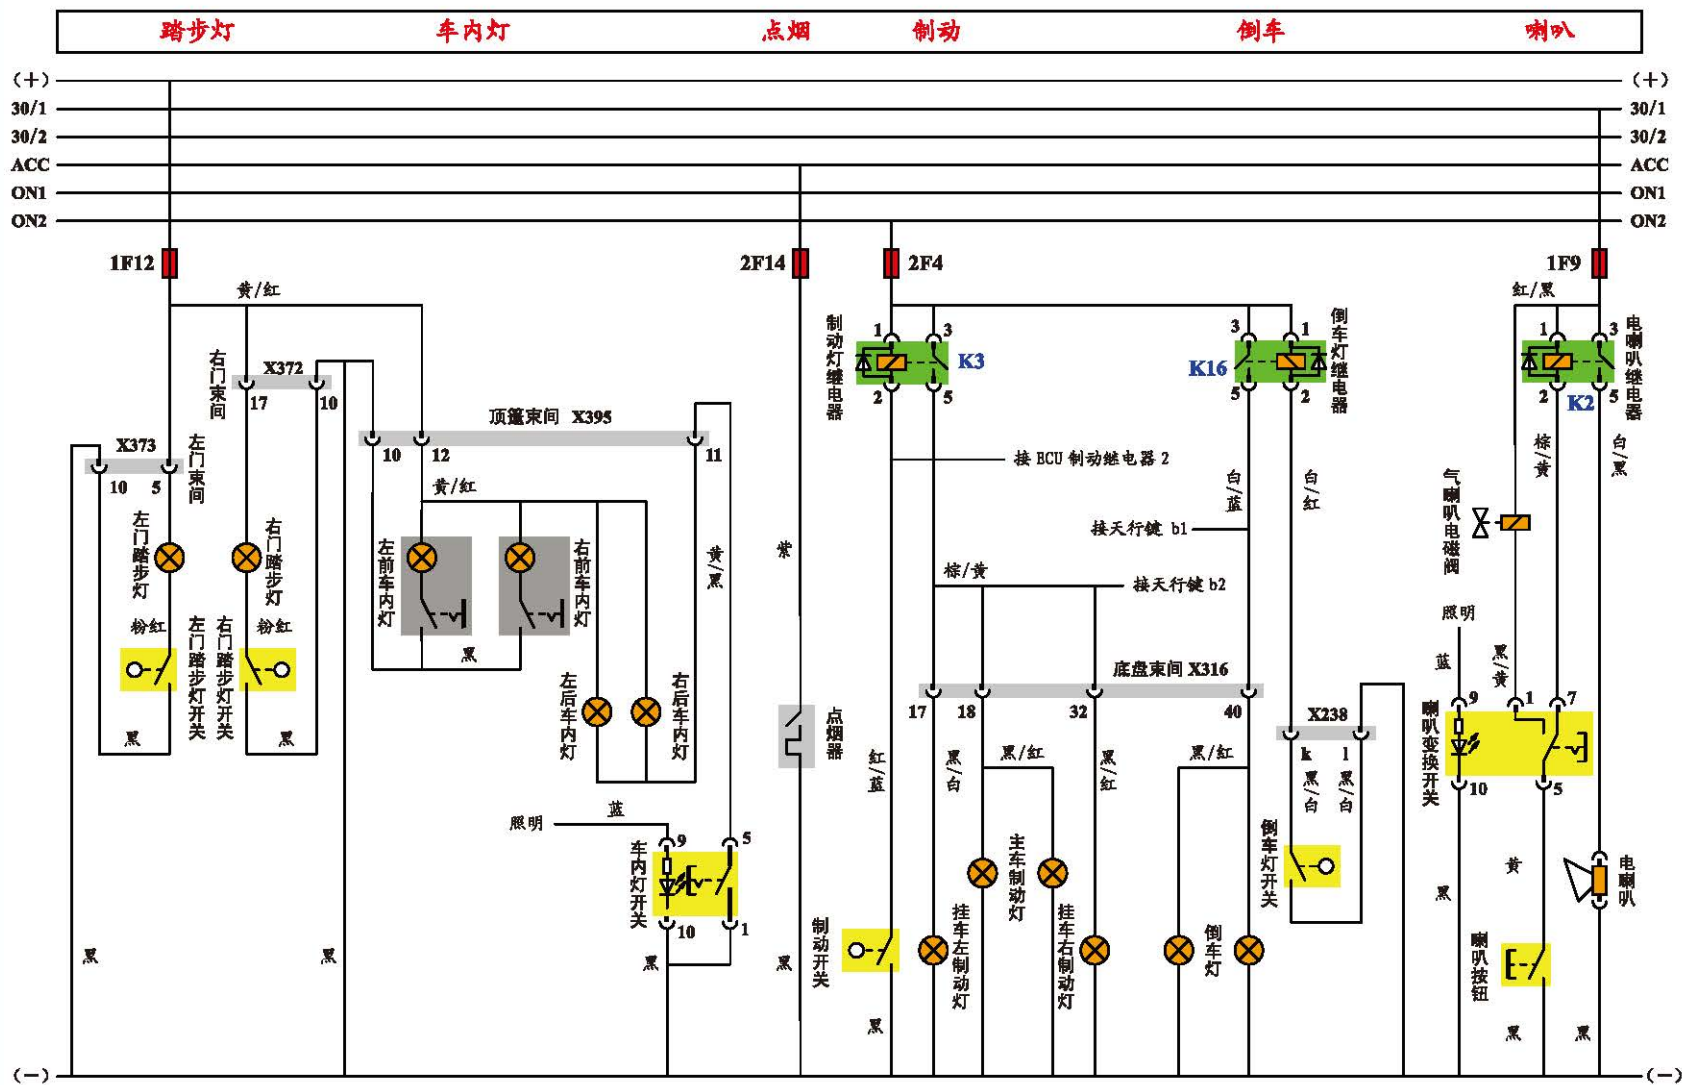 踏步灯 车内灯 点烟 制动 倒车 喇叭
(+) (+)
30/1 30/1
30/2 30/2
ACC ACC
ON1 ON1
ON2 ON2
1F12 2F14 2F4 1F9
黄/红 红/黑
制动灯继电器
1 3
K3
2 5
3 1
K16
5 2
倒车灯继电器
1 3
K2
2 5
电喇叭继电器
右门束间
X372
17 10
X373
10 5
左门束间
顶篷束间 X395
10 12 11
黄/红
接 ECU 制动继电器 2
白/蓝
白/红
棕/黄
白/黑
气喇叭电磁阀
左门踏步灯
右门踏步灯
左前车内灯
右前车内灯
黄/黑
紫
接天行键 b1
棕/黄
接天行键 b2
照明
粉红
左门踏步灯开关
右门踏步灯开关
粉红
黑
黑
黑
左后车内灯
右后车内灯
点烟器
底盘束间 X316
17 18 32 40
X238
k l
蓝
黑/黄
9 1 7
喇叭变换开关
10 5
红/蓝
黑/白
黑/红
黑/红
黑/红
黑/白
黑/白
照明
蓝
9 5
车内灯开关
10 1
主车制动灯
倒车灯开关
黄
电喇叭
黑
制动开关
挂车左制动灯
挂车右制动灯
倒车灯
喇叭按钮
黑
黑
黑
黑
黑
黑
黑
(−) (−)